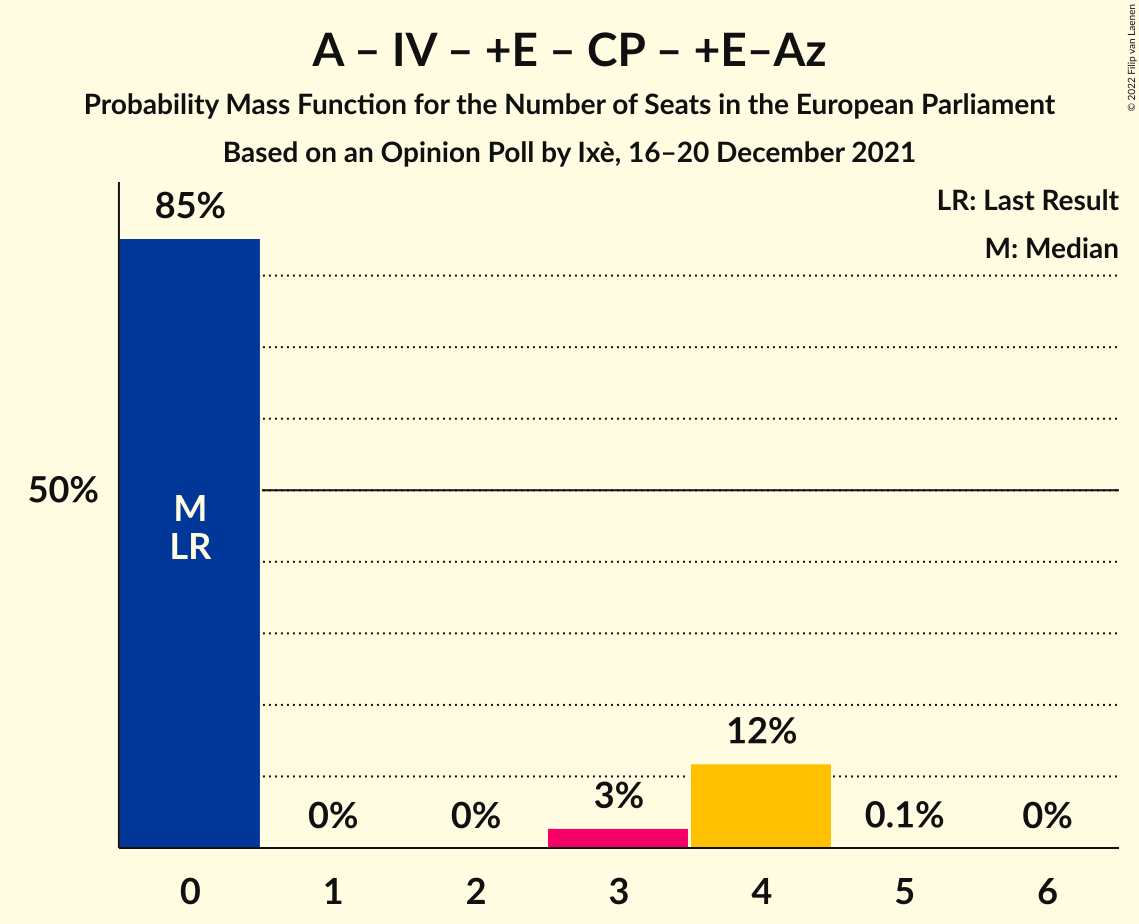 A – IV – +E – CP – +E–Az
Probability Mass Function for the Number of Seats in the European Parliament
Based on an Opinion Poll by Ixè, 16–20 December 2021
© 2022 Filip van Laenen
LR: Last Result
M: Median
85%
50%
M
LR
0%
0%
3%
12%
0.1%
0%
0
1
2
3
4
5
6